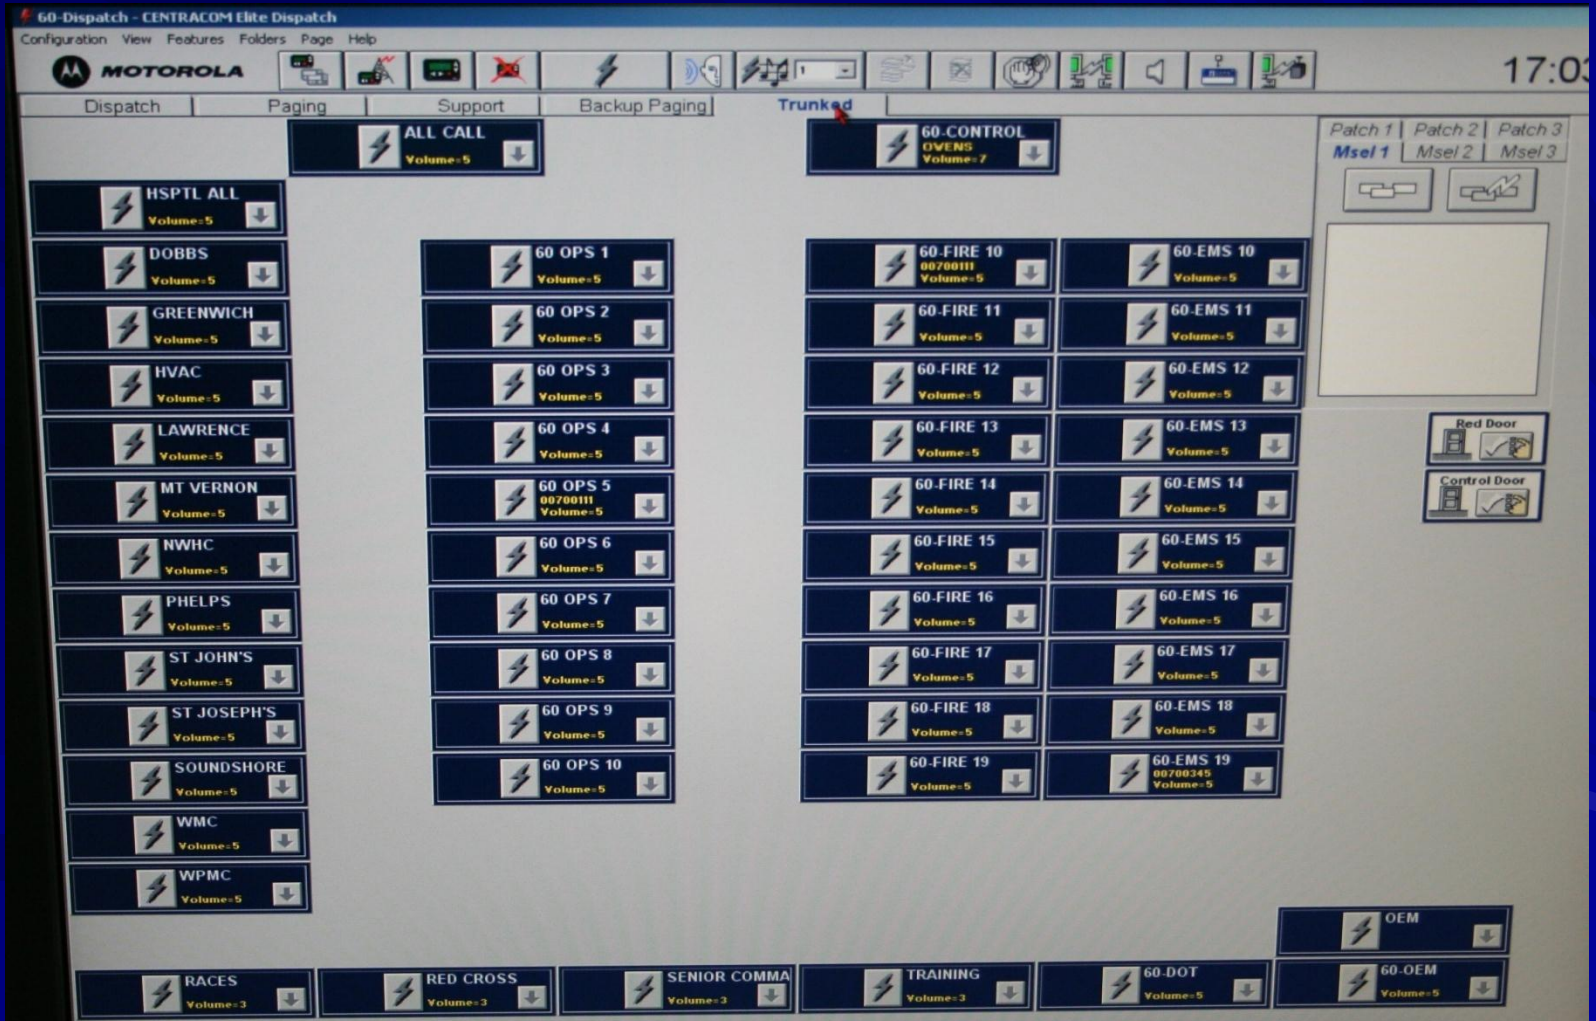 60-Dispatch - CENTRACOM Elite Dispatch
Configuration View Features Folders Page Help
MOTOROLA 1 17:03
Dispatch Paging Support Backup Paging Trunked
ALL CALL
Volume=5
60-CONTROL
OWENS
Volume=7
Patch 1 Patch 2 Patch 3
Msel 1 Msel 2 Msel 3
HSPTL ALL
Volume=5
DOBBS
Volume=5
GREENWICH
Volume=5
HVAC
Volume=5
LAWRENCE
Volume=5
MT VERNON
Volume=5
NWHC
Volume=5
PHELPS
Volume=5
ST JOHN'S
Volume=5
ST JOSEPH'S
Volume=5
SOUNDSHORE
Volume=5
WMC
Volume=5
WPMC
Volume=5
60 OPS 1
Volume=5
60 OPS 2
Volume=5
60 OPS 3
Volume=5
60 OPS 4
Volume=5
60 OPS 5
00700111
Volume=5
60 OPS 6
Volume=5
60 OPS 7
Volume=5
60 OPS 8
Volume=5
60 OPS 9
Volume=5
60 OPS 10
Volume=5
60-FIRE 10
00700111
Volume=5
60-FIRE 11
Volume=5
60-FIRE 12
Volume=5
60-FIRE 13
Volume=5
60-FIRE 14
Volume=5
60-FIRE 15
Volume=5
60-FIRE 16
Volume=5
60-FIRE 17
Volume=5
60-FIRE 18
Volume=5
60-FIRE 19
Volume=5
60-EMS 10
Volume=5
60-EMS 11
Volume=5
60-EMS 12
Volume=5
60-EMS 13
Volume=5
60-EMS 14
Volume=5
60-EMS 15
Volume=5
60-EMS 16
Volume=5
60-EMS 17
Volume=5
60-EMS 18
Volume=5
60-EMS 19
00700345
Volume=5
Red Door
Control Door
OEM
RACES
Volume=3
RED CROSS
Volume=3
SENIOR COMMA
Volume=3
TRAINING
Volume=3
60-DOT
Volume=5
60-OEM
Volume=5